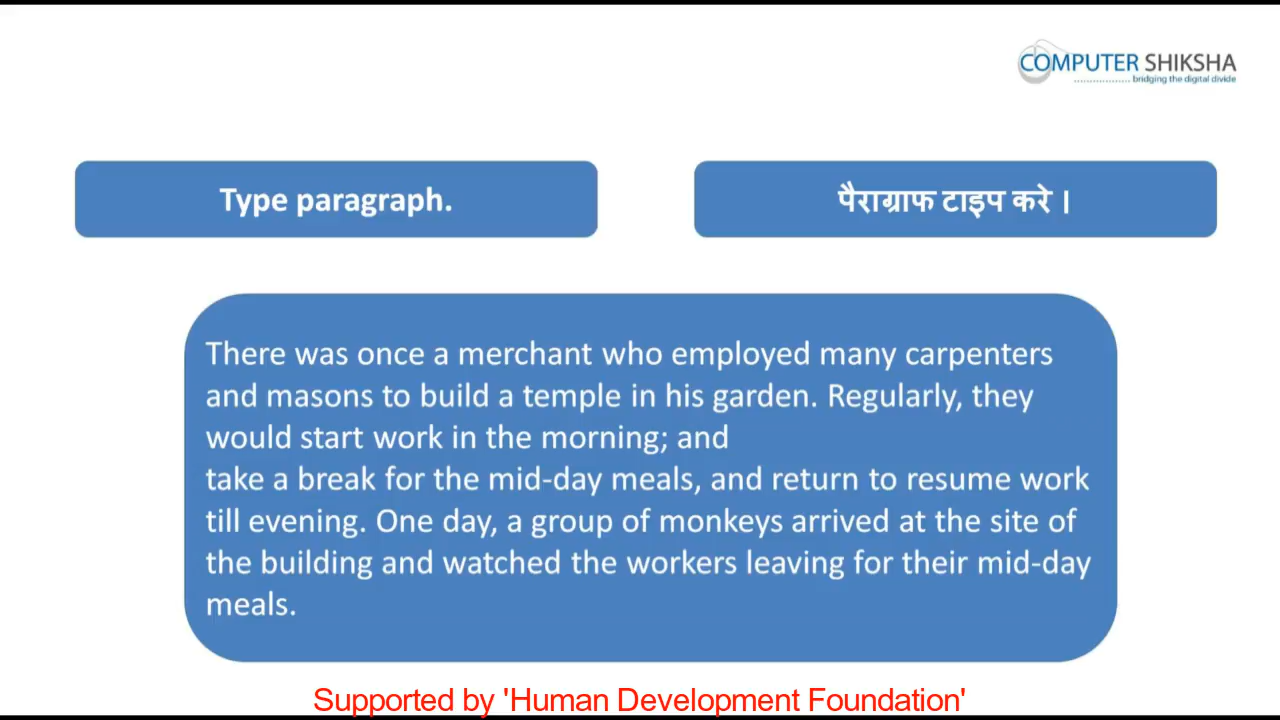 COMPUTER SHIKSHA
bridging the digital divide
Type paragraph.
पैराग्राफ टाइप करे ।
There was once a merchant who employed many carpenters
and masons to build a temple in his garden. Regularly, they
would start work in the morning; and
take a break for the mid-day meals, and return to resume work
till evening. One day, a group of monkeys arrived at the site of
the building and watched the workers leaving for their mid-day
meals.
Supported by 'Human Development Foundation'